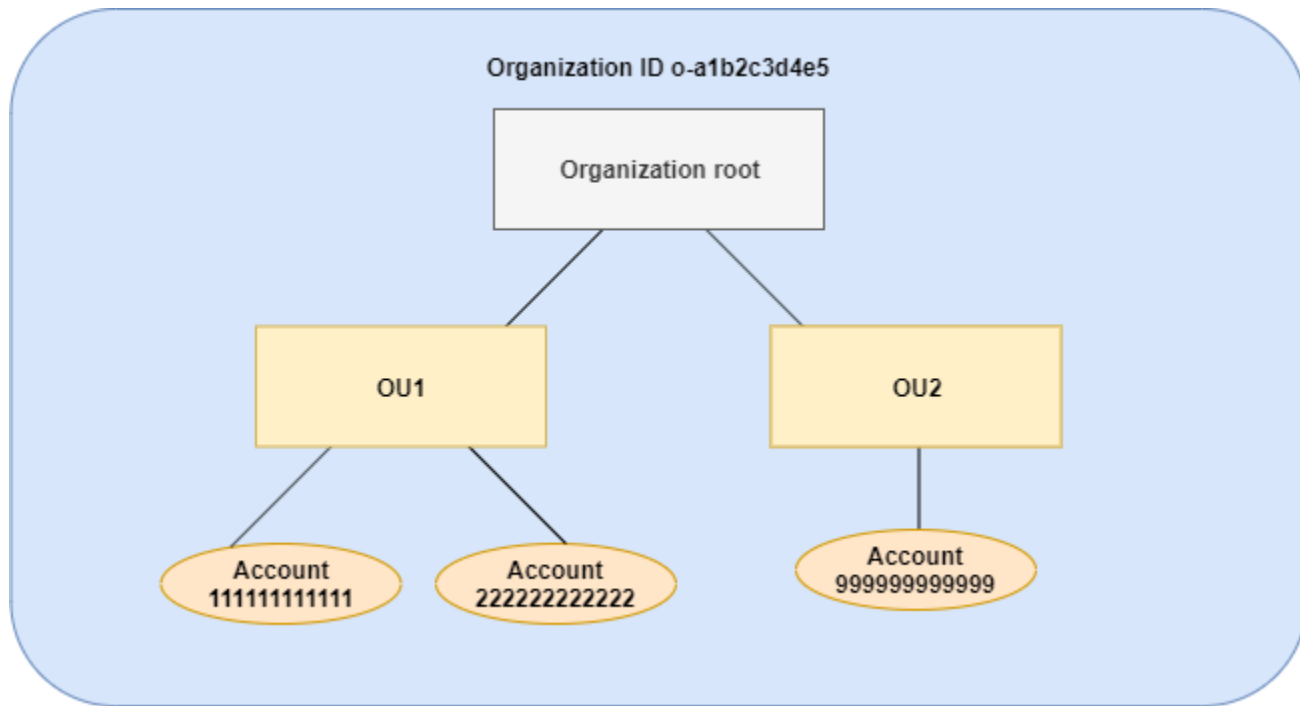 Organization ID o-a1b2c3d4e5
Organization root
OU1
OU2
Account
111111111111
Account
222222222222
Account
999999999999